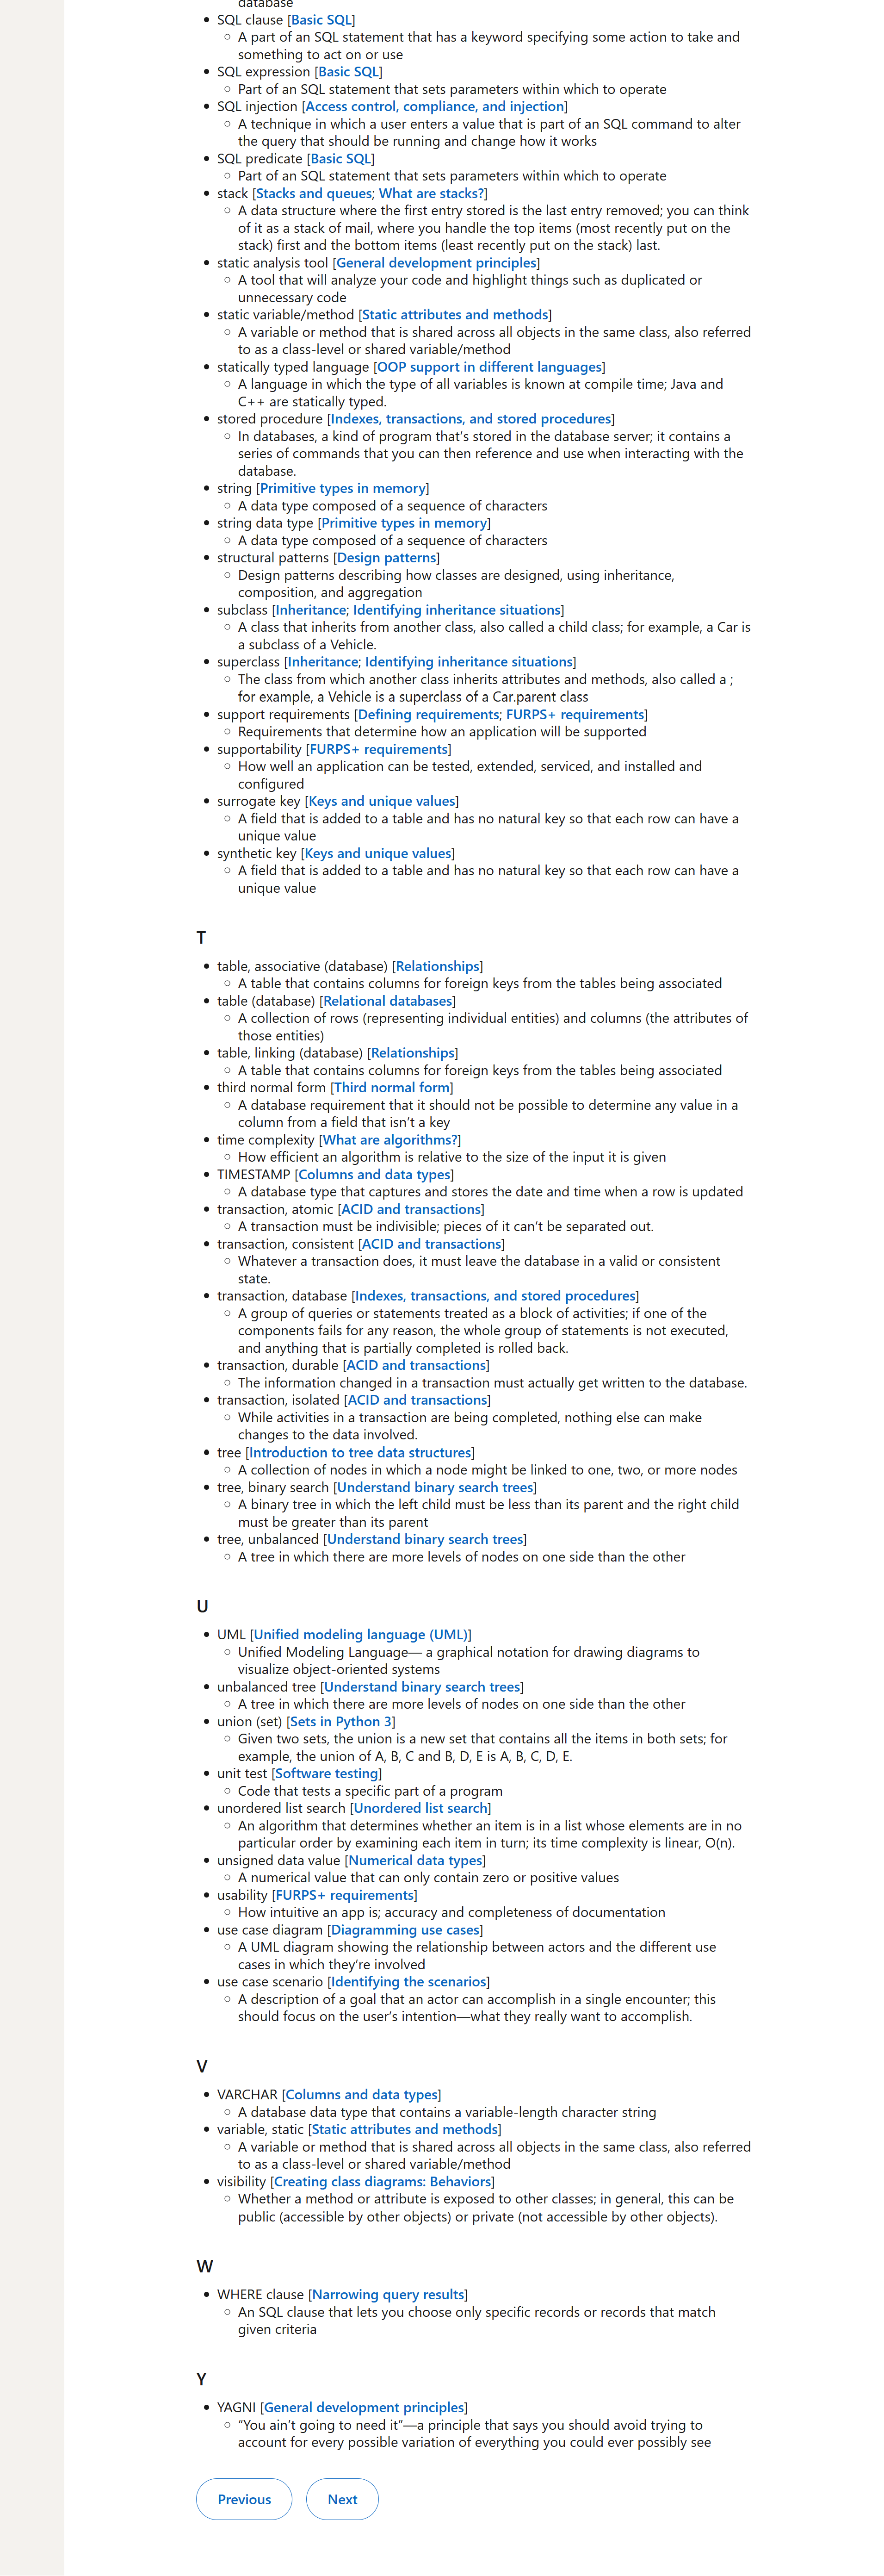 database
SQL clause [Basic SQL]
A part of an SQL statement that has a keyword specifying some action to take and
something to act on or use
SQL expression [Basic SQL]
Part of an SQL statement that sets parameters within which to operate
SQL injection [Access control, compliance, and injection]
A technique in which a user enters a value that is part of an SQL command to alter
the query that should be running and change how it works
SQL predicate [Basic SQL]
Part of an SQL statement that sets parameters within which to operate
stack [Stacks and queues; What are stacks?]
A data structure where the first entry stored is the last entry removed; you can think
of it as a stack of mail, where you handle the top items (most recently put on the
stack) first and the bottom items (least recently put on the stack) last.
static analysis tool [General development principles]
A tool that will analyze your code and highlight things such as duplicated or
unnecessary code
static variable/method [Static attributes and methods]
A variable or method that is shared across all objects in the same class, also referred
to as a class-level or shared variable/method
statically typed language [OOP support in different languages]
A language in which the type of all variables is known at compile time; Java and
C++ are statically typed.
stored procedure [Indexes, transactions, and stored procedures]
In databases, a kind of program that’s stored in the database server; it contains a
series of commands that you can then reference and use when interacting with the
database.
string [Primitive types in memory]
A data type composed of a sequence of characters
string data type [Primitive types in memory]
A data type composed of a sequence of characters
structural patterns [Design patterns]
Design patterns describing how classes are designed, using inheritance,
composition, and aggregation
subclass [Inheritance; Identifying inheritance situations]
A class that inherits from another class, also called a child class; for example, a Car is
a subclass of a Vehicle.
superclass [Inheritance; Identifying inheritance situations]
The class from which another class inherits attributes and methods, also called a ;
for example, a Vehicle is a superclass of a Car.parent class
support requirements [Defining requirements; FURPS+ requirements]
Requirements that determine how an application will be supported
supportability [FURPS+ requirements]
How well an application can be tested, extended, serviced, and installed and
configured
surrogate key [Keys and unique values]
A field that is added to a table and has no natural key so that each row can have a
unique value
synthetic key [Keys and unique values]
A field that is added to a table and has no natural key so that each row can have a
unique value
T
table, associative (database) [Relationships]
A table that contains columns for foreign keys from the tables being associated
table (database) [Relational databases]
A collection of rows (representing individual entities) and columns (the attributes of
those entities)
table, linking (database) [Relationships]
A table that contains columns for foreign keys from the tables being associated
third normal form [Third normal form]
A database requirement that it should not be possible to determine any value in a
column from a field that isn’t a key
time complexity [What are algorithms?]
How efficient an algorithm is relative to the size of the input it is given
TIMESTAMP [Columns and data types]
A database type that captures and stores the date and time when a row is updated
transaction, atomic [ACID and transactions]
A transaction must be indivisible; pieces of it can’t be separated out.
transaction, consistent [ACID and transactions]
Whatever a transaction does, it must leave the database in a valid or consistent
state.
transaction, database [Indexes, transactions, and stored procedures]
A group of queries or statements treated as a block of activities; if one of the
components fails for any reason, the whole group of statements is not executed,
and anything that is partially completed is rolled back.
transaction, durable [ACID and transactions]
The information changed in a transaction must actually get written to the database.
transaction, isolated [ACID and transactions]
While activities in a transaction are being completed, nothing else can make
changes to the data involved.
tree [Introduction to tree data structures]
A collection of nodes in which a node might be linked to one, two, or more nodes
tree, binary search [Understand binary search trees]
A binary tree in which the left child must be less than its parent and the right child
must be greater than its parent
tree, unbalanced [Understand binary search trees]
A tree in which there are more levels of nodes on one side than the other
U
UML [Unified modeling language (UML)]
Unified Modeling Language— a graphical notation for drawing diagrams to
visualize object-oriented systems
unbalanced tree [Understand binary search trees]
A tree in which there are more levels of nodes on one side than the other
union (set) [Sets in Python 3]
Given two sets, the union is a new set that contains all the items in both sets; for
example, the union of A, B, C and B, D, E is A, B, C, D, E.
unit test [Software testing]
Code that tests a specific part of a program
unordered list search [Unordered list search]
An algorithm that determines whether an item is in a list whose elements are in no
particular order by examining each item in turn; its time complexity is linear, O(n).
unsigned data value [Numerical data types]
A numerical value that can only contain zero or positive values
usability [FURPS+ requirements]
How intuitive an app is; accuracy and completeness of documentation
use case diagram [Diagramming use cases]
A UML diagram showing the relationship between actors and the different use
cases in which they’re involved
use case scenario [Identifying the scenarios]
A description of a goal that an actor can accomplish in a single encounter; this
should focus on the user’s intention—what they really want to accomplish.
V
VARCHAR [Columns and data types]
A database data type that contains a variable-length character string
variable, static [Static attributes and methods]
A variable or method that is shared across all objects in the same class, also referred
to as a class-level or shared variable/method
visibility [Creating class diagrams: Behaviors]
Whether a method or attribute is exposed to other classes; in general, this can be
public (accessible by other objects) or private (not accessible by other objects).
W
WHERE clause [Narrowing query results]
An SQL clause that lets you choose only specific records or records that match
given criteria
Y
YAGNI [General development principles]
“You ain’t going to need it”—a principle that says you should avoid trying to
account for every possible variation of everything you could ever possibly see
Previous Next